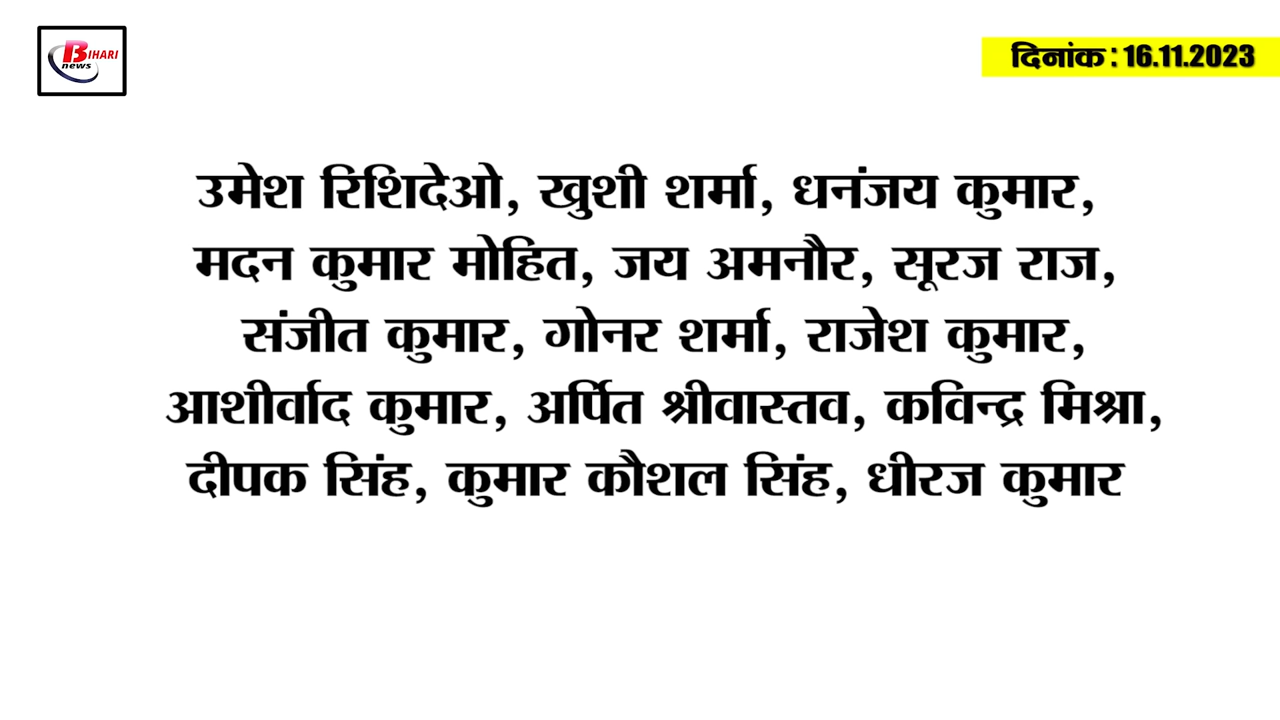 BIHARI
news
दिनांक : 16.11.2023
उमेश रिशिदेओ, खुशी शर्मा, धनंजय कुमार,
मदन कुमार मोहित, जय अमनौर, सूरज राज,
संजीत कुमार, गोनर शर्मा, राजेश कुमार,
आशीर्वाद कुमार, अर्पित श्रीवास्तव, कविन्द्र मिश्रा,
दीपक सिंह, कुमार कौशल सिंह, धीरज कुमार